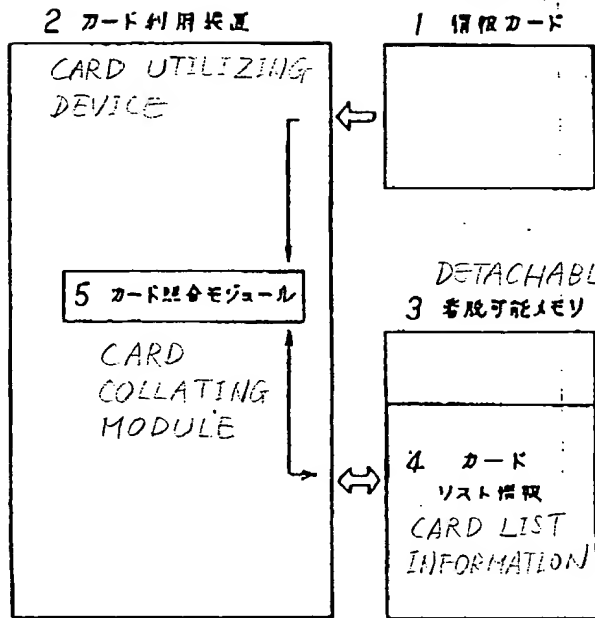 2 カード利用装置
CARD UTILIZING
DEVICE
1 情報カード
5 カード照合モジュール
CARD
COLLATING
MODULE
DETACHABL
3 着脱可能メモリ
4 カード
リスト情報
CARD LIST
INFORMATION